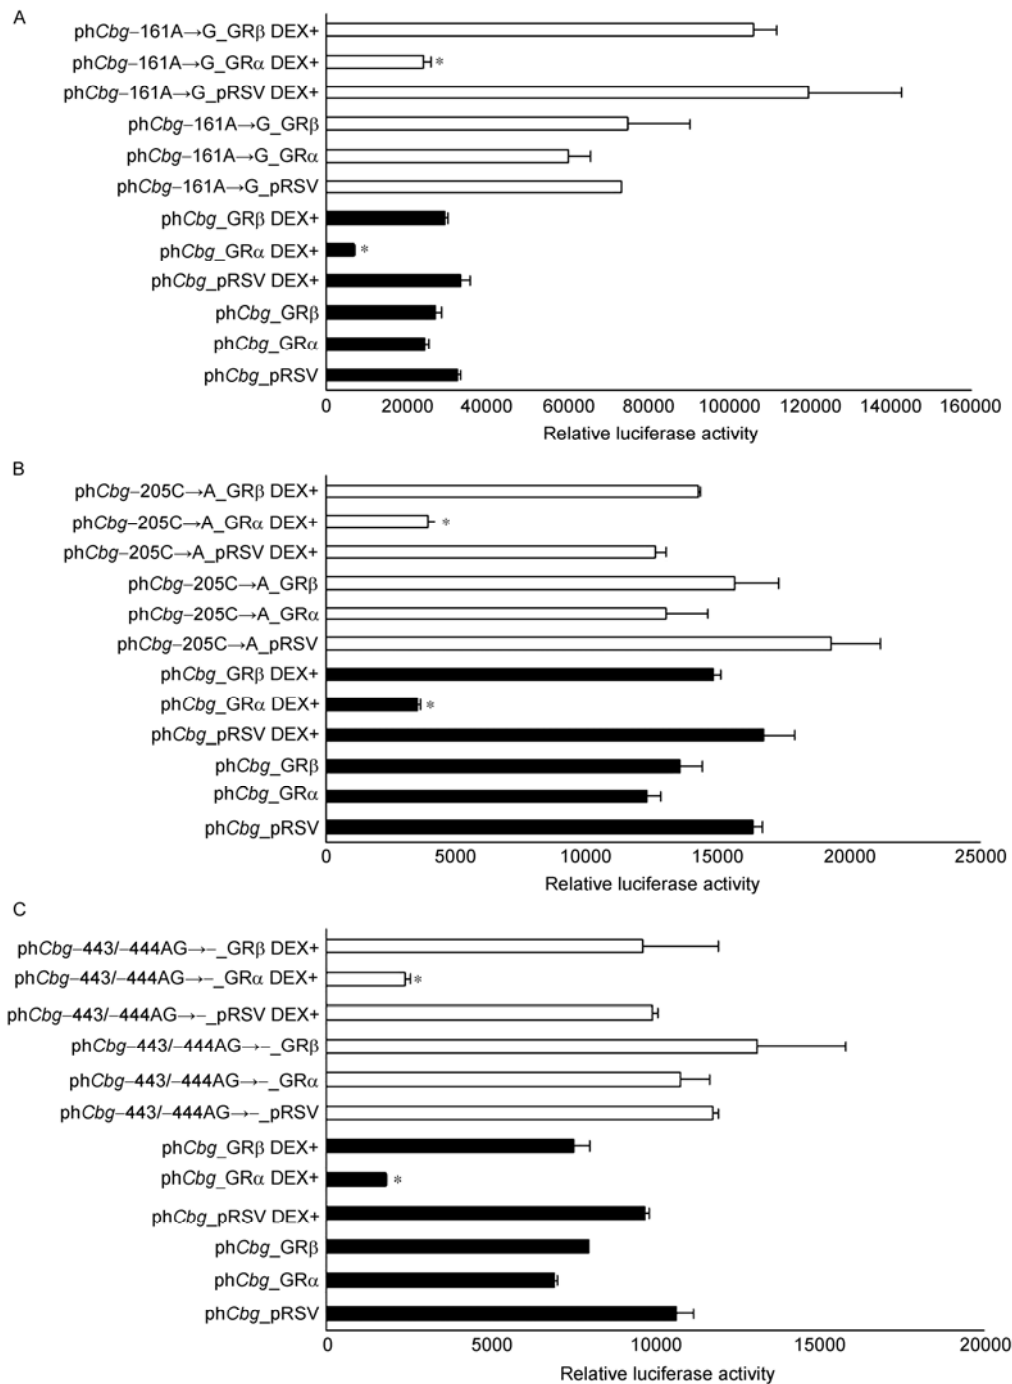 A
phCbg–161A→G_GRβ DEX+
phCbg–161A→G_GRα DEX+
*
phCbg–161A→G_pRSV DEX+
phCbg–161A→G_GRβ
phCbg–161A→G_GRα
phCbg–161A→G_pRSV
phCbg_GRβ DEX+
phCbg_GRα DEX+
*
phCbg_pRSV DEX+
phCbg_GRβ
phCbg_GRα
phCbg_pRSV
0 20000 40000 60000 80000 100000 120000 140000 160000
Relative luciferase activity
B
phCbg–205C→A_GRβ DEX+
phCbg–205C→A_GRα DEX+
*
phCbg–205C→A_pRSV DEX+
phCbg–205C→A_GRβ
phCbg–205C→A_GRα
phCbg–205C→A_pRSV
phCbg_GRβ DEX+
phCbg_GRα DEX+
*
phCbg_pRSV DEX+
phCbg_GRβ
phCbg_GRα
phCbg_pRSV
0 5000 10000 15000 20000 25000
Relative luciferase activity
C
phCbg–443/–444AG→–_GRβ DEX+
phCbg–443/–444AG→–_GRα DEX+
*
phCbg–443/–444AG→–_pRSV DEX+
phCbg–443/–444AG→–_GRβ
phCbg–443/–444AG→–_GRα
phCbg–443/–444AG→–_pRSV
phCbg_GRβ DEX+
phCbg_GRα DEX+
*
phCbg_pRSV DEX+
phCbg_GRβ
phCbg_GRα
phCbg_pRSV
0 5000 10000 15000 20000
Relative luciferase activity